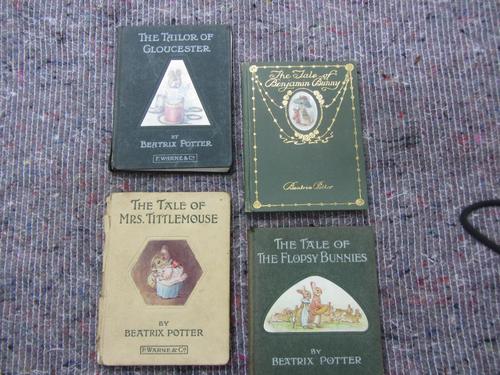 THE TAILOR OF
GLOUCESTER
BY
BEATRIX POTTER
F. WARNE & Co
The Tale of
Benjamin Bunny
Beatrix Potter
THE TALE OF
MRS. TITTLEMOUSE
BY
BEATRIX POTTER
F. WARNE & Co
THE TALE OF
THE FLOPSY BUNNIES
BY
BEATRIX POTTER